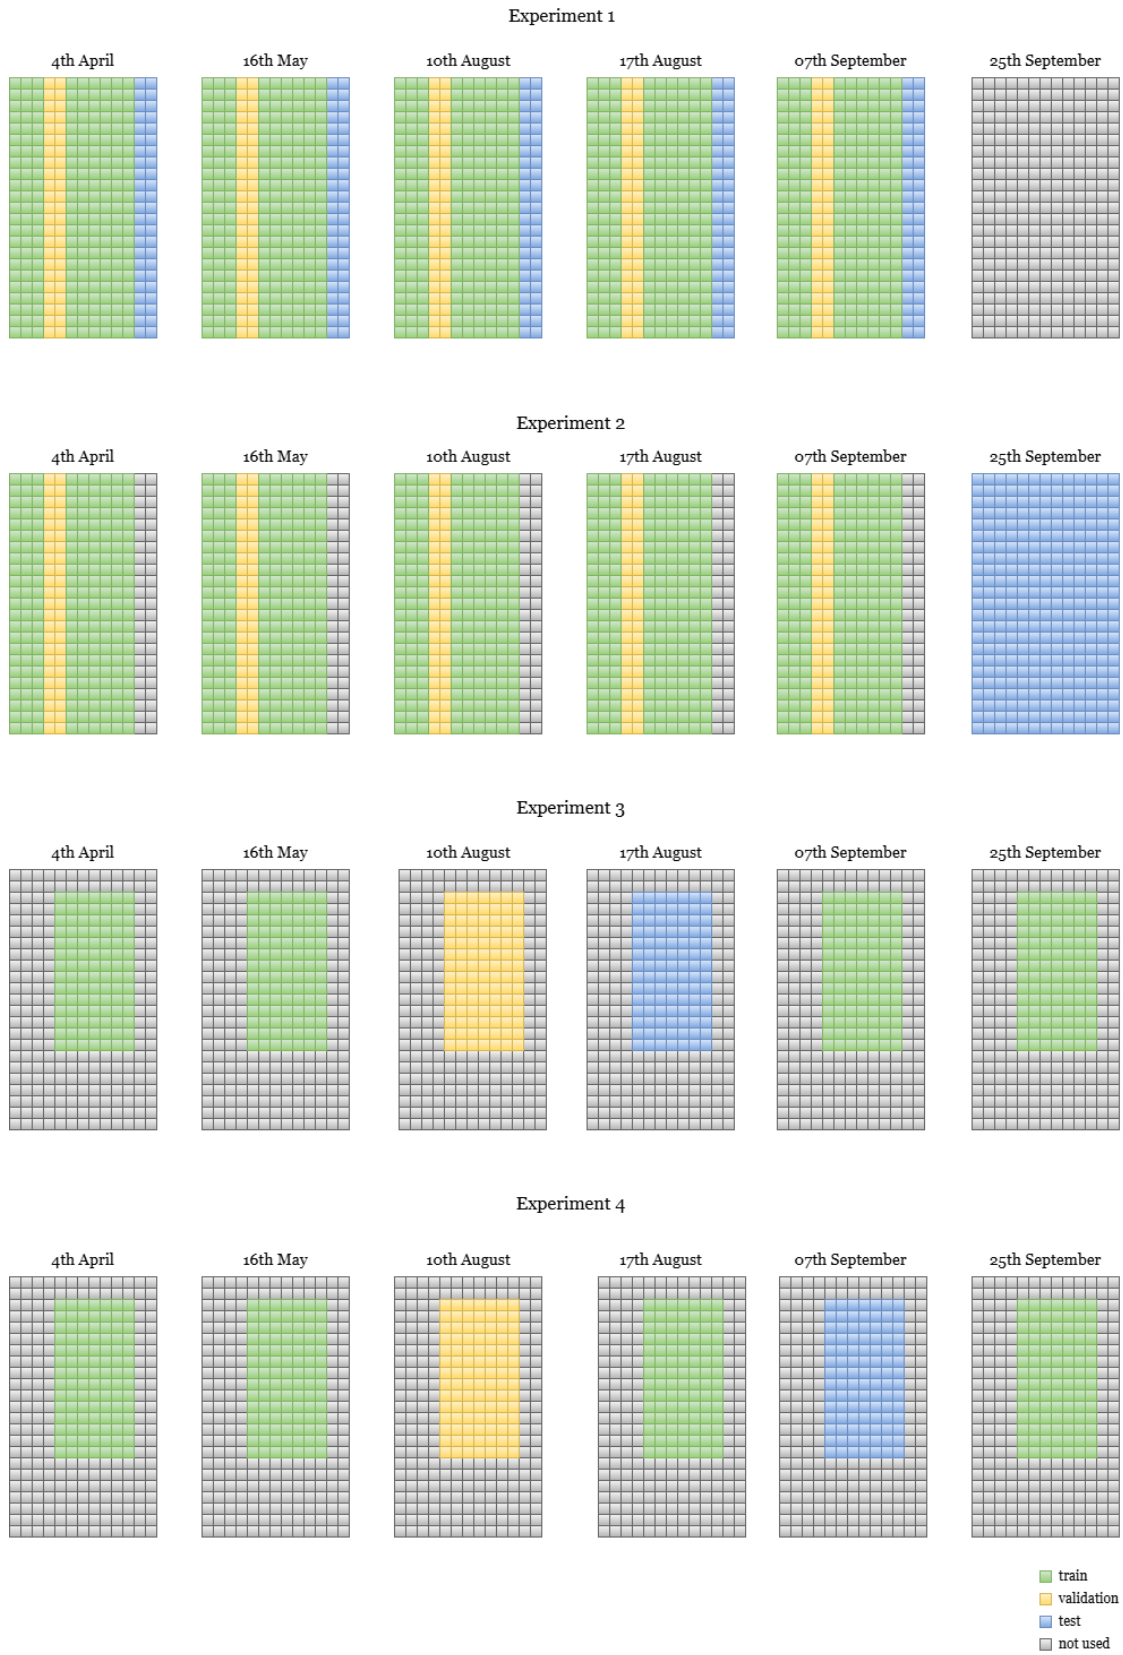 Experiment 1
4th April 16th May 10th August 17th August 07th September 25th September
Experiment 2
4th April 16th May 10th August 17th August 07th September 25th September
Experiment 3
4th April 16th May 10th August 17th August 07th September 25th September
Experiment 4
4th April 16th May 10th August 17th August 07th September 25th September
train
validation
test
not used